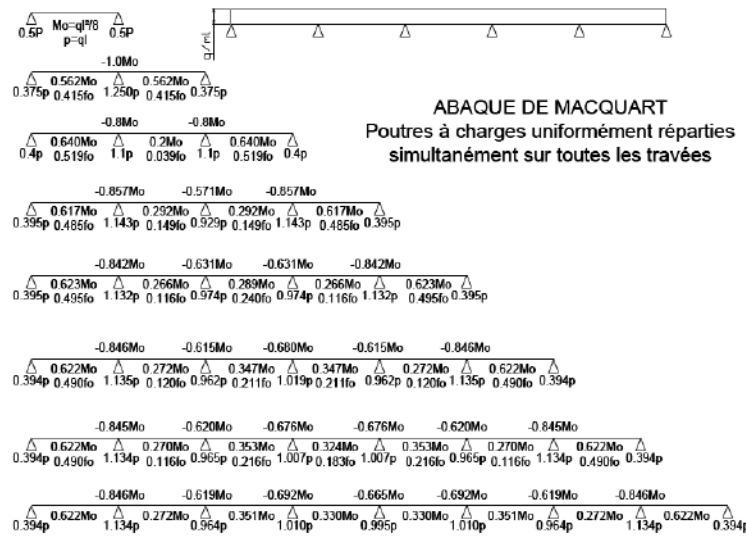 Mo=ql²/8
0.5P p=ql 0.5P
q/ml
ABAQUE DE MACQUART
Poutres à charges uniformément réparties
simultanément sur toutes les travées
-1.0Mo
0.562Mo 0.562Mo
0.375p 0.415fo 1.250p 0.415fo 0.375p
-0.8Mo -0.8Mo
0.640Mo 0.2Mo 0.640Mo
0.4p 0.519fo 1.1p 0.039fo 1.1p 0.519fo 0.4p
-0.857Mo -0.571Mo -0.857Mo
0.617Mo 0.292Mo 0.292Mo 0.617Mo
0.395p 0.485fo 1.143p 0.149fo 0.929p 0.149fo 1.143p 0.485fo 0.395p
-0.842Mo -0.631Mo -0.631Mo -0.842Mo
0.623Mo 0.266Mo 0.289Mo 0.266Mo 0.623Mo
0.395p 0.495fo 1.132p 0.116fo 0.974p 0.240fo 0.974p 0.116fo 1.132p 0.495fo 0.395p
-0.846Mo -0.615Mo -0.680Mo -0.615Mo -0.846Mo
0.622Mo 0.272Mo 0.347Mo 0.347Mo 0.272Mo 0.622Mo
0.394p 0.490fo 1.135p 0.120fo 0.962p 0.211fo 1.019p 0.211fo 0.962p 0.120fo 1.135p 0.490fo 0.394p
-0.845Mo -0.620Mo -0.676Mo -0.676Mo -0.620Mo -0.845Mo
0.622Mo 0.270Mo 0.353Mo 0.324Mo 0.353Mo 0.270Mo 0.622Mo
0.394p 0.490fo 1.134p 0.116fo 0.965p 0.216fo 1.007p 0.183fo 1.007p 0.216fo 0.965p 0.116fo 1.134p 0.490fo 0.394p
-0.846Mo -0.619Mo -0.692Mo -0.665Mo -0.692Mo -0.619Mo -0.846Mo
0.622Mo 0.272Mo 0.351Mo 0.330Mo 0.330Mo 0.351Mo 0.272Mo 0.622Mo
0.394p 1.134p 0.964p 1.010p 0.995p 1.010p 0.964p 1.134p 0.394p